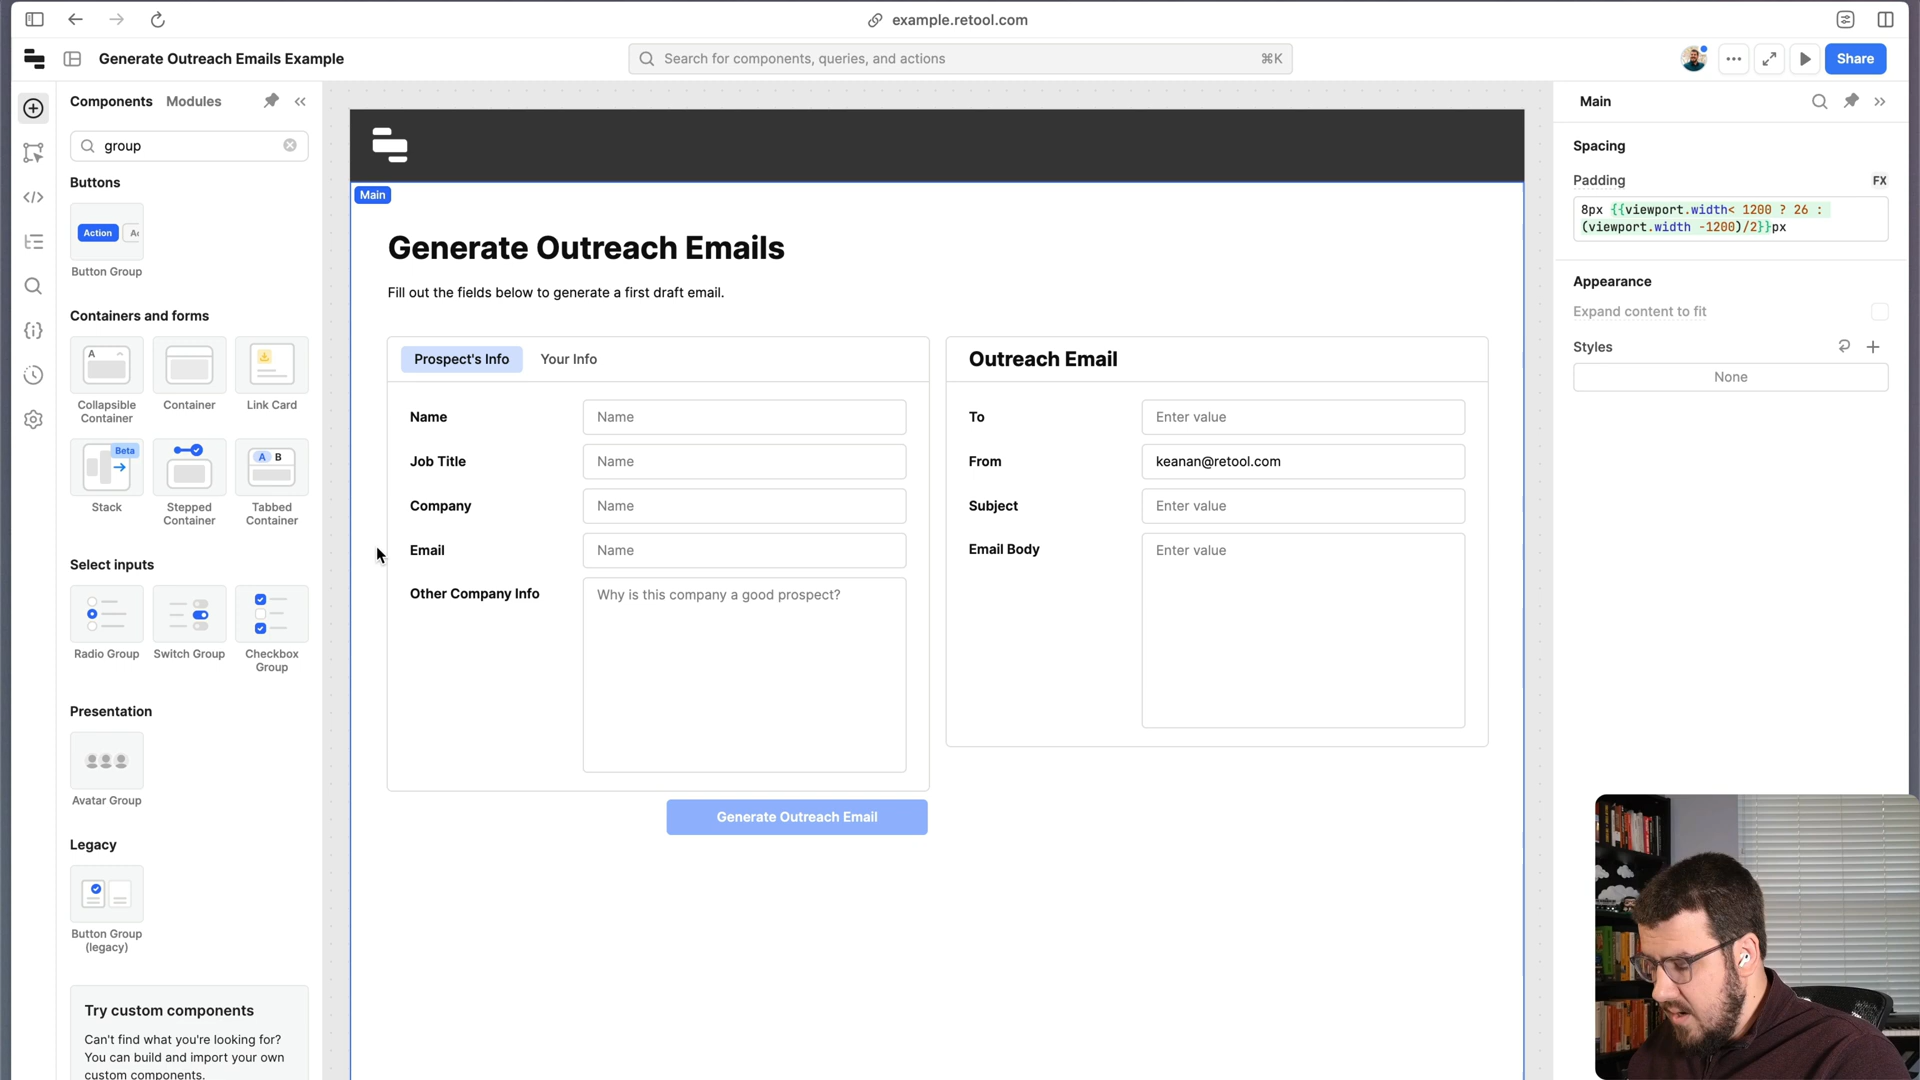 example.retool.com
Generate Outreach Emails Example
Search for components, queries, and actions
⌘K
Share
Components
Modules
group
Buttons
Action
Ac
Button Group
Containers and forms
A
Collapsible
Container
Container
Link Card
Beta
Stack
Stepped
Container
A B
Tabbed
Container
Select inputs
Radio Group
Switch Group
Checkbox
Group
Presentation
Avatar Group
Legacy
Button Group
(legacy)
Try custom components
Can't find what you're looking for?
You can build and import your own
custom components.
Main
Generate Outreach Emails
Fill out the fields below to generate a first draft email.
Prospect's Info
Your Info
Name
Name
Job Title
Name
Company
Name
Email
Name
Other Company Info
Why is this company a good prospect?
Generate Outreach Email
Outreach Email
To
Enter value
From
keanan@retool.com
Subject
Enter value
Email Body
Enter value
Main
Spacing
Padding
FX
8px {{viewport.width< 1200 ? 26 :
(viewport.width -1200)/2}}px
Appearance
Expand content to fit
Styles
None